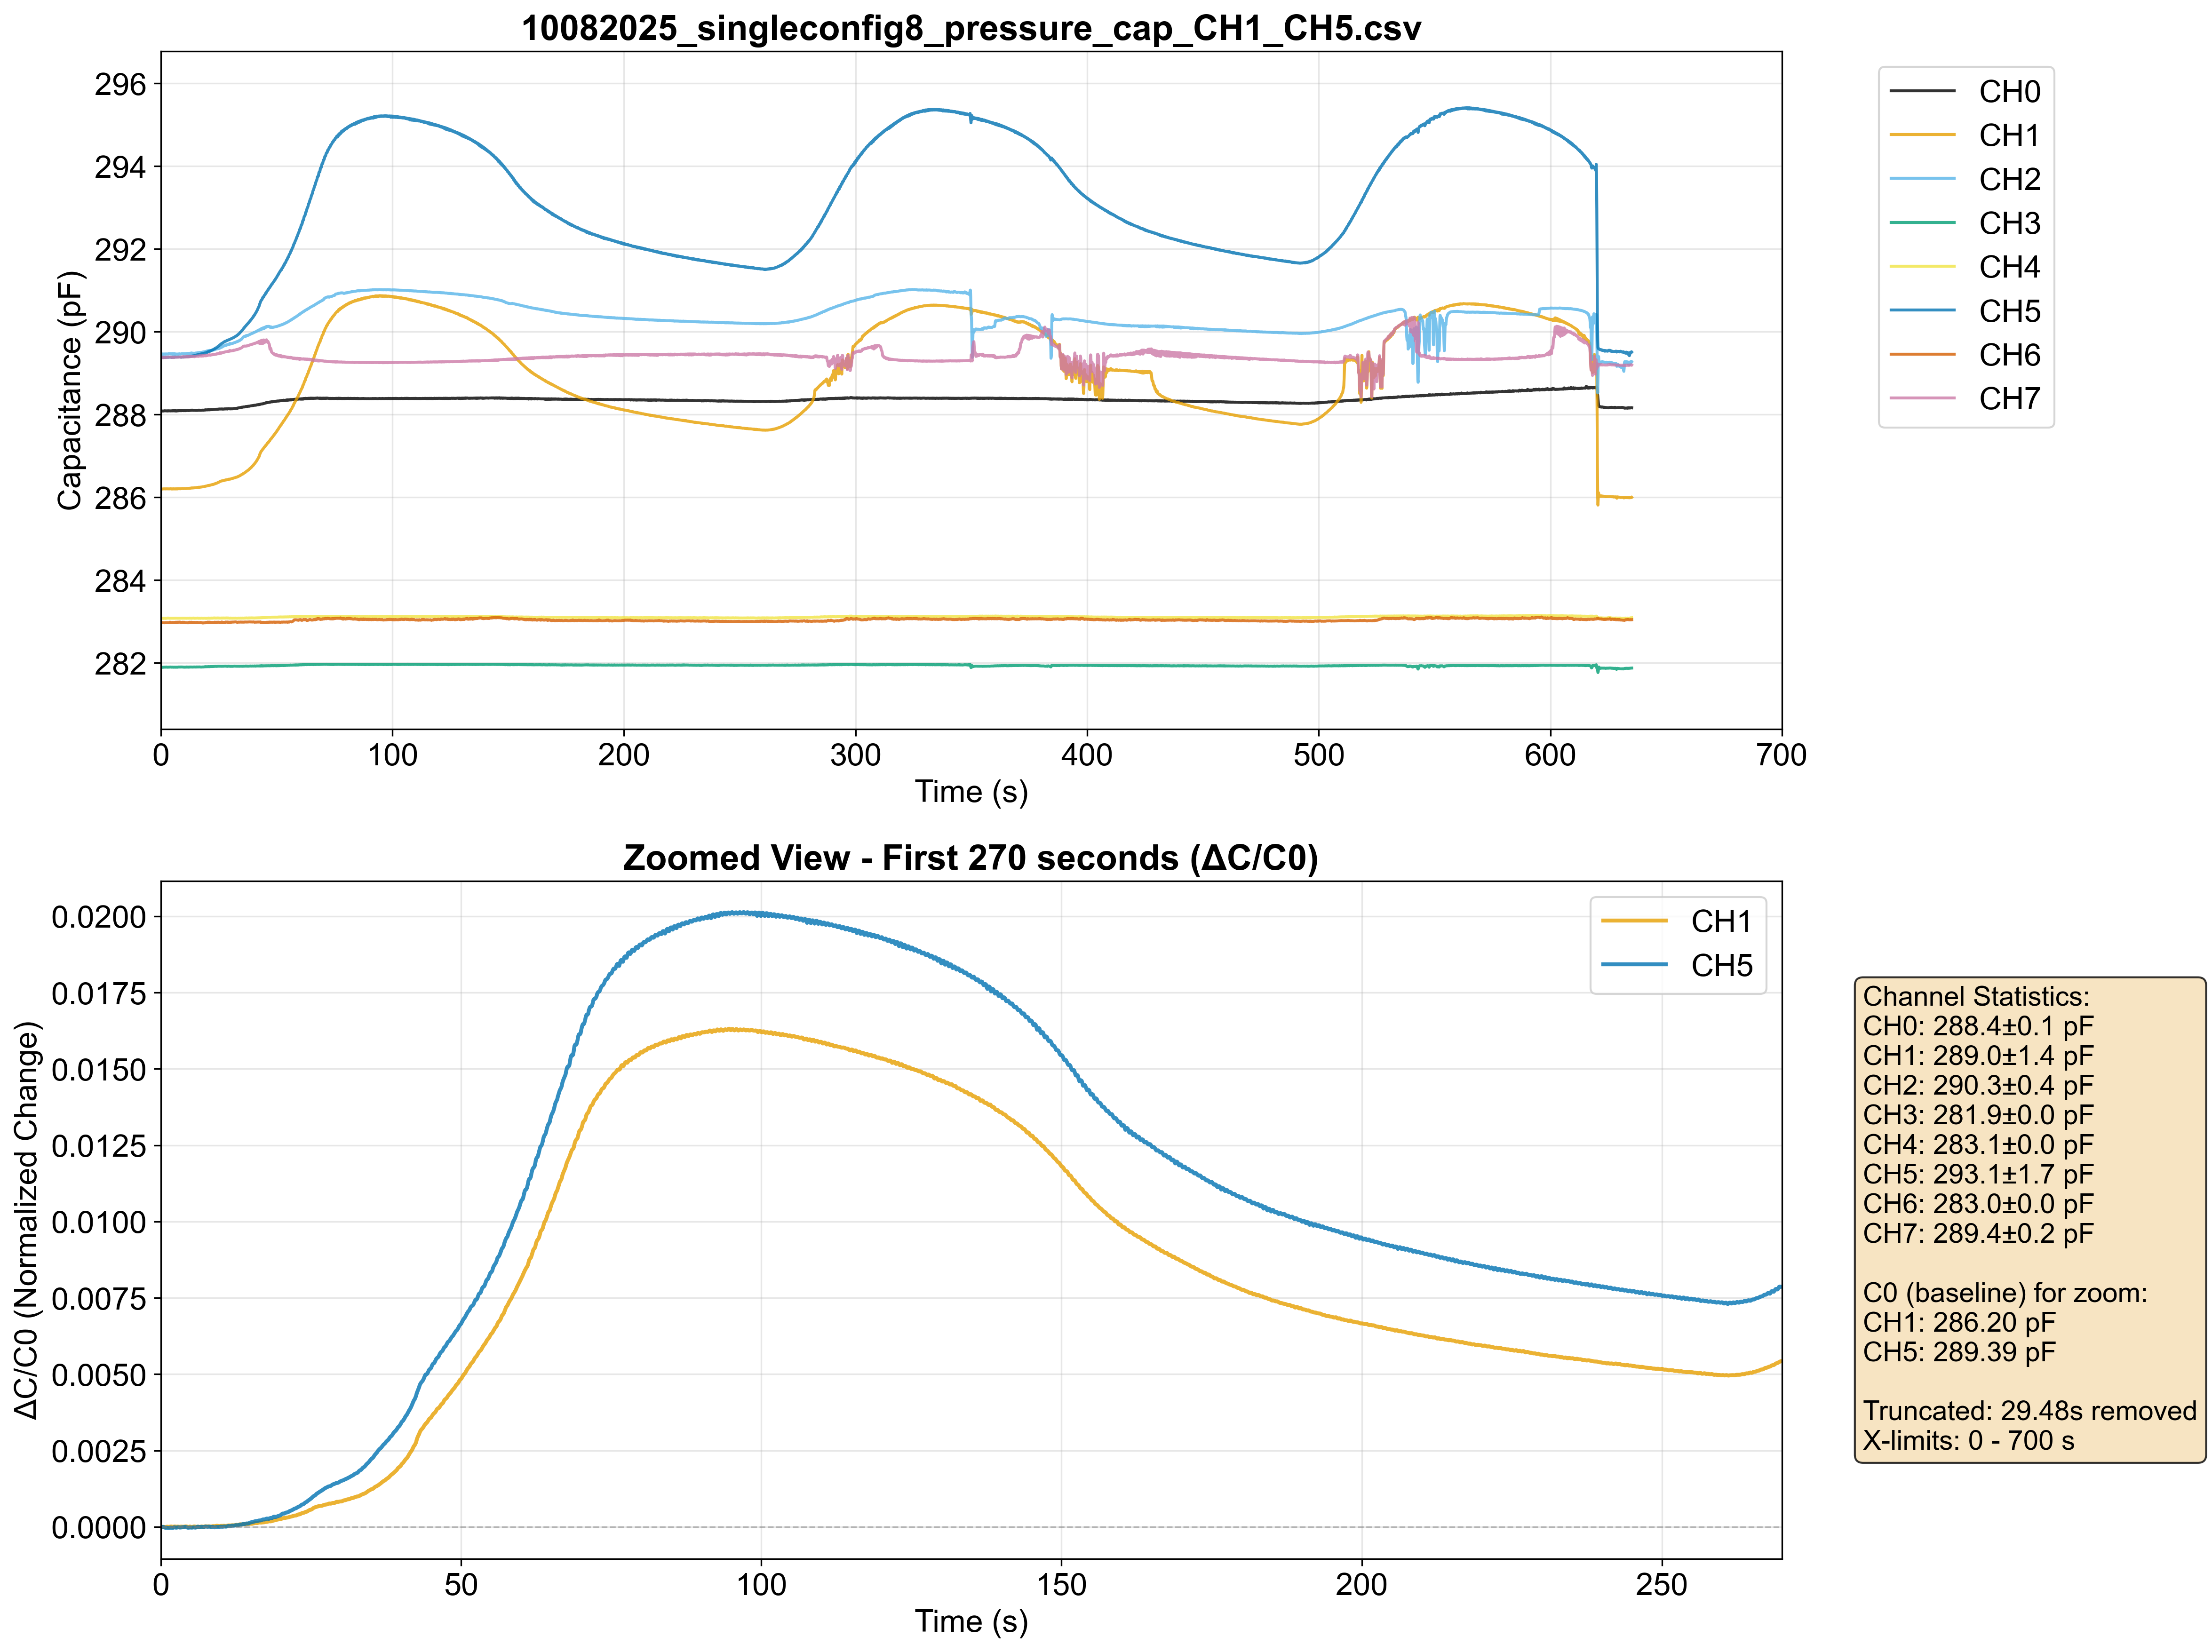 10082025_singleconfig8_pressure_cap_CH1_CH5.csv
Capacitance (pF)
296
294
292
290
288
286
284
282
0 100 200 300 400 500 600 700
Time (s)
CH0
CH1
CH2
CH3
CH4
CH5
CH6
CH7
Zoomed View - First 270 seconds (ΔC/C0)
ΔC/C0 (Normalized Change)
0.0200
0.0175
0.0150
0.0125
0.0100
0.0075
0.0050
0.0025
0.0000
0 50 100 150 200 250
Time (s)
CH1
CH5
Channel Statistics:
CH0: 288.4±0.1 pF
CH1: 289.0±1.4 pF
CH2: 290.3±0.4 pF
CH3: 281.9±0.0 pF
CH4: 283.1±0.0 pF
CH5: 293.1±1.7 pF
CH6: 283.0±0.0 pF
CH7: 289.4±0.2 pF
C0 (baseline) for zoom:
CH1: 286.20 pF
CH5: 289.39 pF
Truncated: 29.48s removed
X-limits: 0 - 700 s